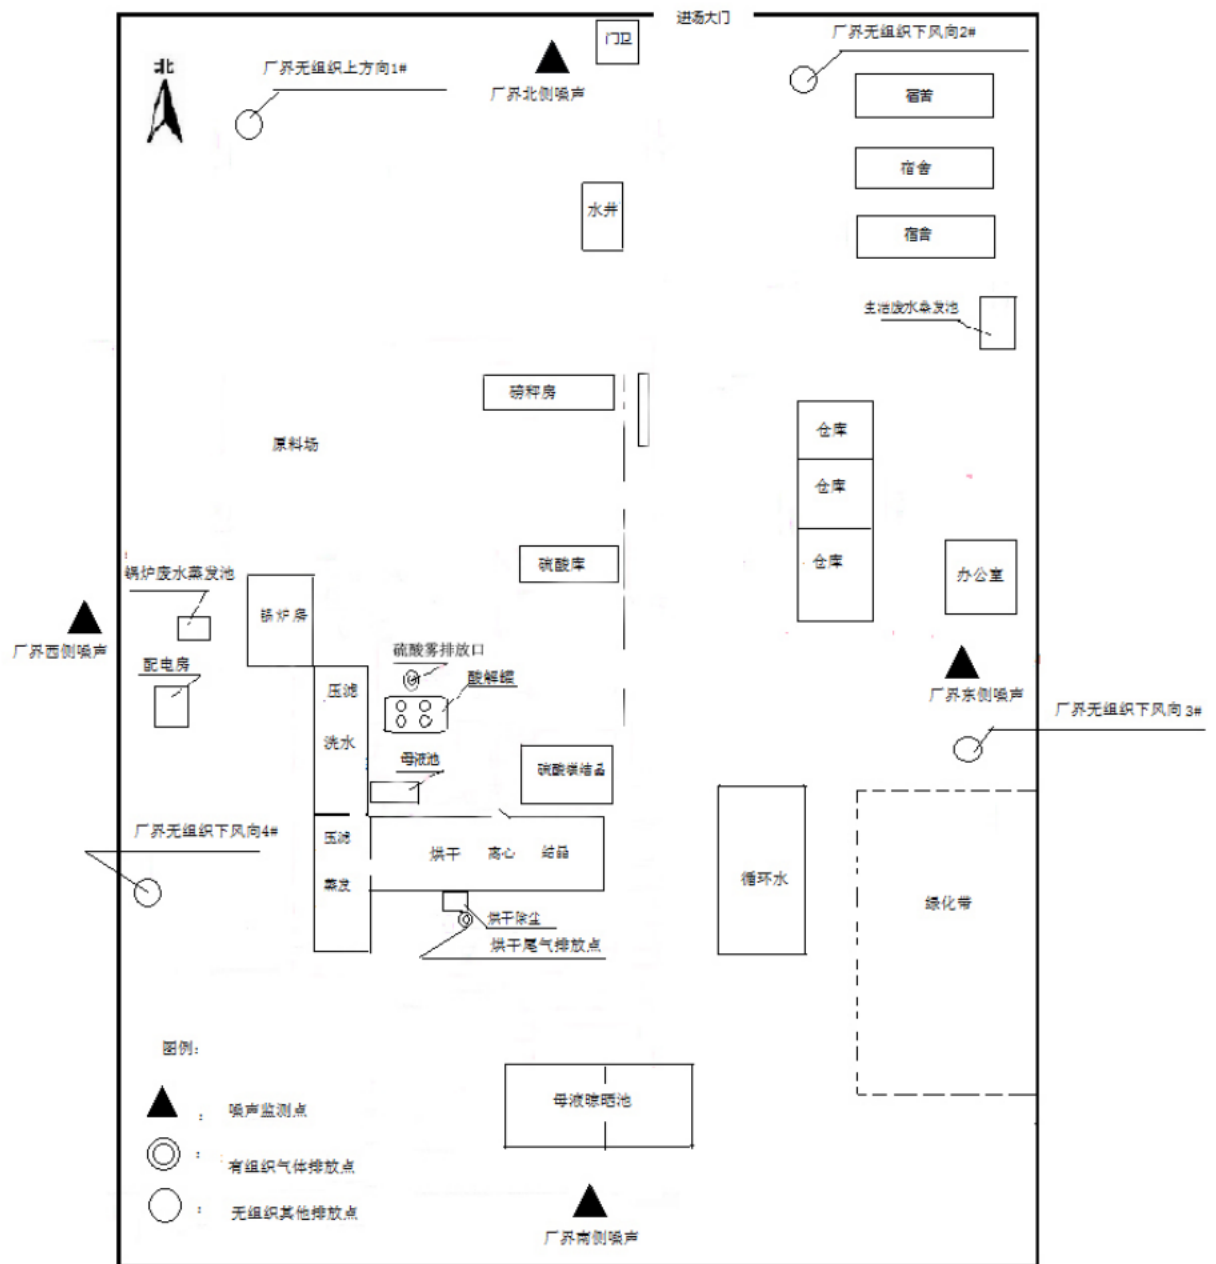 进场大门
门卫
厂界无组织下风向2#
北
厂界无组织上方向1#
厂界北侧噪声
宿舍
宿舍
宿舍
水井
生活废水蒸发池
磅秤房
原料场
仓库
仓库
仓库
硫酸库
办公室
锅炉废水蒸发池
锅炉房
厂界西侧噪声
配电房
硫酸雾排放口
酸解罐
压滤
洗水
厂界东侧噪声
厂界无组织下风向3#
母液池
硫酸镁结晶
厂界无组织下风向4#
压滤
蒸发
烘干 离心 结晶
循环水
绿化带
烘干除尘
烘干尾气排放点
图例：
：噪声监测点
：有组织气体排放点
：无组织其他排放点
母液晾晒池
厂界南侧噪声